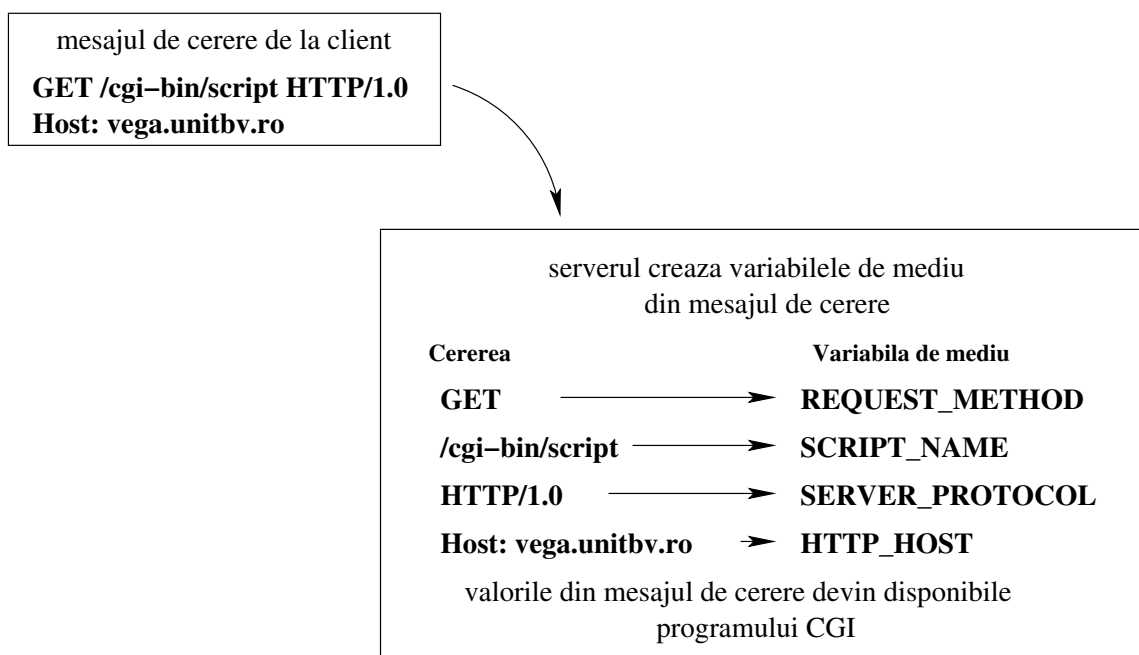 mesajul de cerere de la client
GET /cgi−bin/script HTTP/1.0
Host: vega.unitbv.ro
serverul creaza variabilele de mediu
din mesajul de cerere
Cererea Variabila de mediu
GET REQUEST_METHOD
/cgi−bin/script SCRIPT_NAME
HTTP/1.0 SERVER_PROTOCOL
Host: vega.unitbv.ro HTTP_HOST
valorile din mesajul de cerere devin disponibile
programului CGI